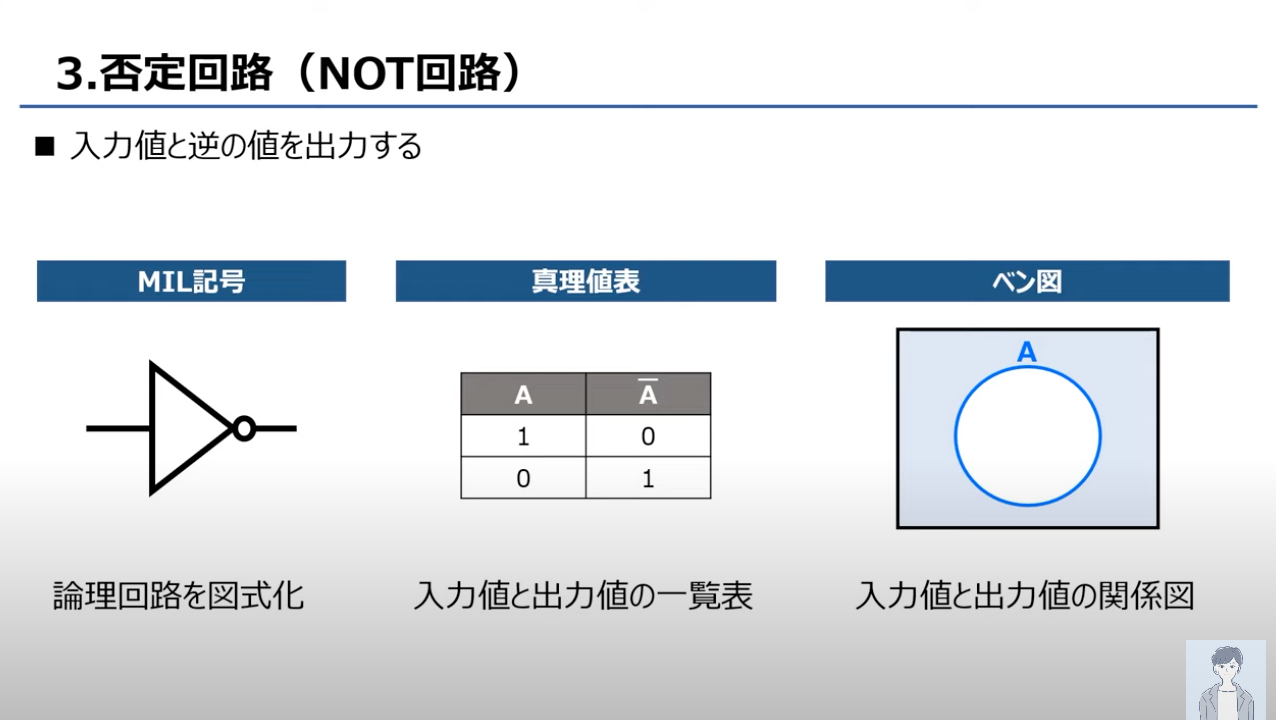 3.否定回路（NOT回路）
■ 入力値と逆の値を出力する
MIL記号
真理値表
ベン図
A
A A̅
1 0
0 1
論理回路を図式化
入力値と出力値の一覧表
入力値と出力値の関係図